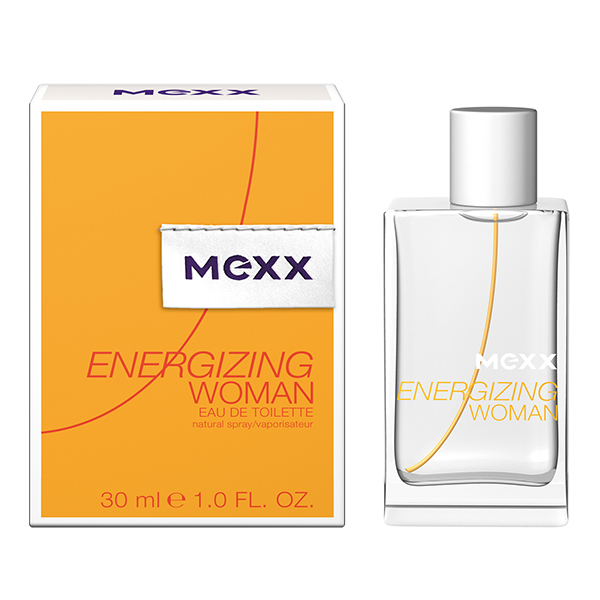 MEXX
MEXX
ENERGIZING
WOMAN
EAU DE TOILETTE
natural spray/vaporisateur
30 ml e 1.0 FL. OZ.
MEXX
ENERGIZING
WOMAN